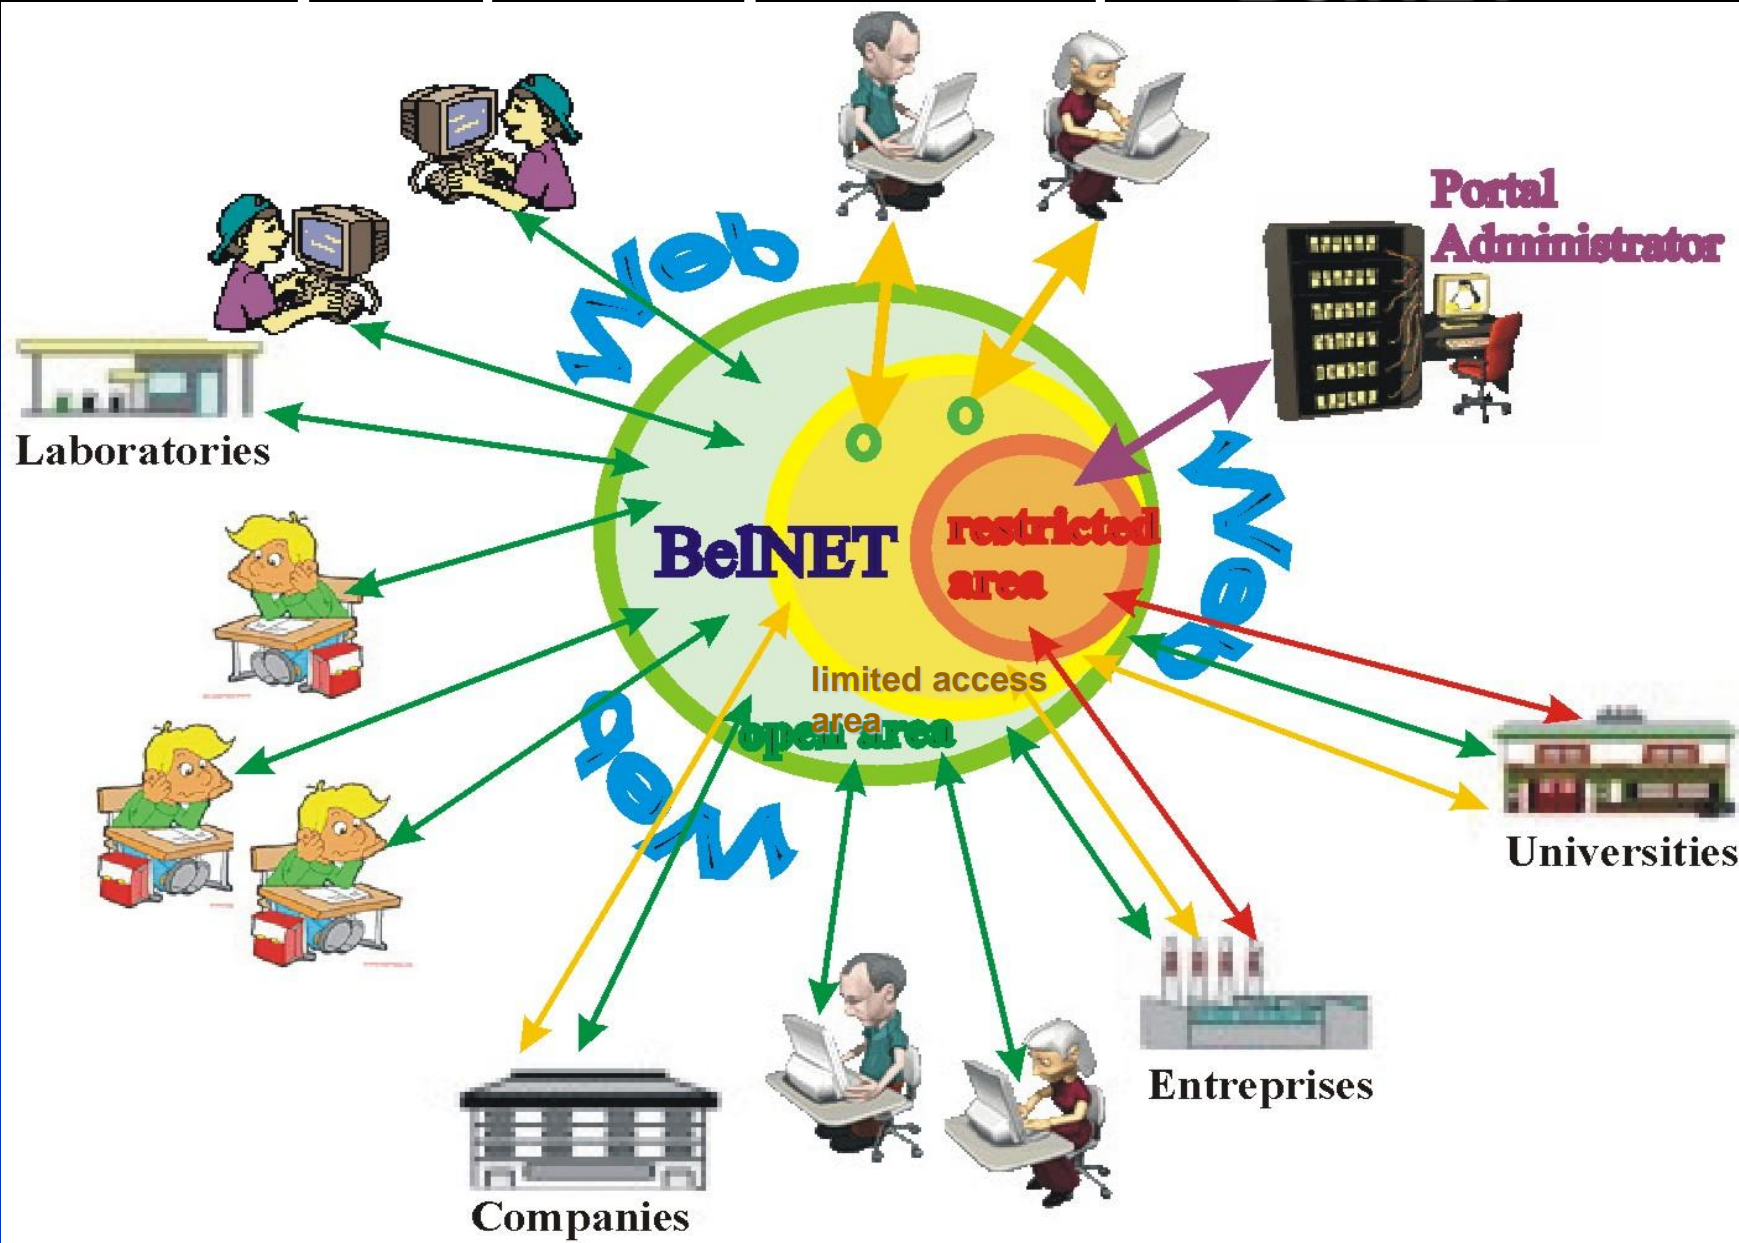 Web
Portal
Administrator
Laboratories
Web
BelNET
restricted
area
limited access
area
open area
Web
Universities
Entreprises
Companies